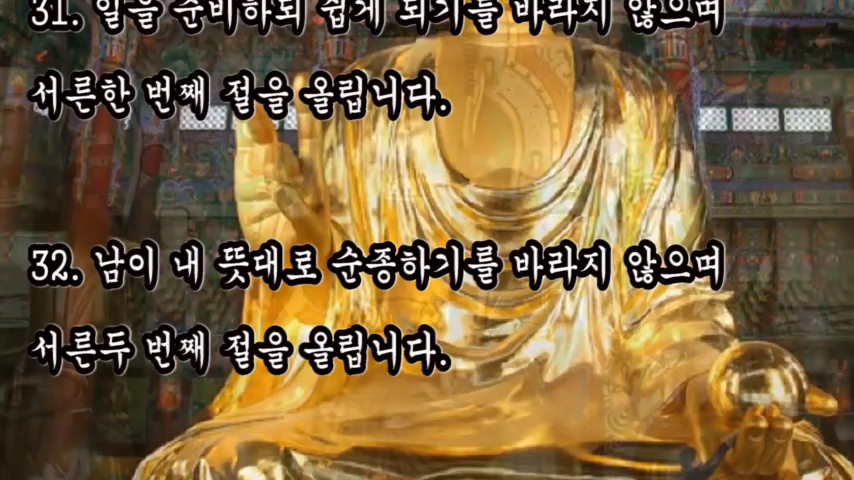 31. 일을 준비하되 쉽게 되기를 바라지 않으며
서른한 번째 절을 올립니다.
32. 남이 내 뜻대로 순종하기를 바라지 않으며
서른두 번째 절을 올립니다.